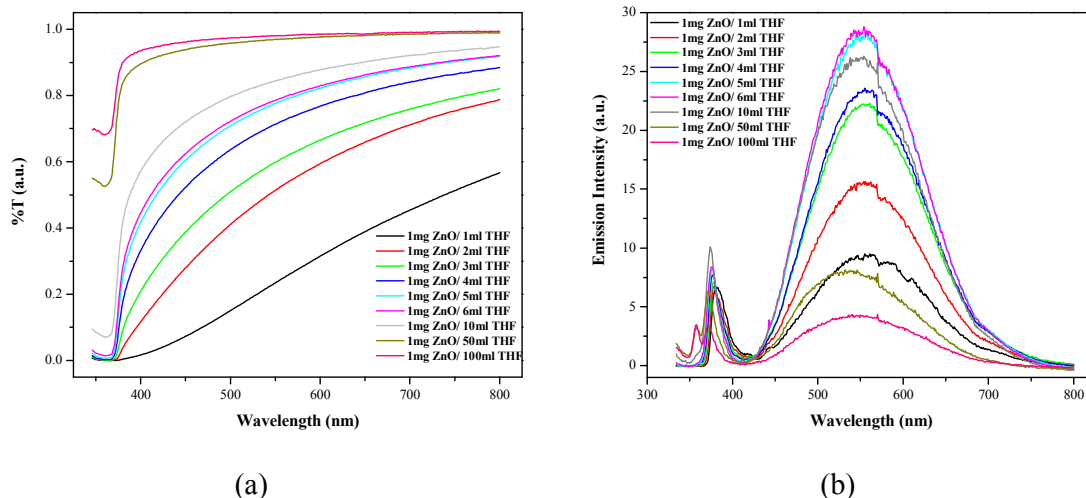 1.0
0.8
0.6
0.4
0.2
0.0
%T (a.u.)
1mg ZnO/ 1ml THF
1mg ZnO/ 2ml THF
1mg ZnO/ 3ml THF
1mg ZnO/ 4ml THF
1mg ZnO/ 5ml THF
1mg ZnO/ 6ml THF
1mg ZnO/ 10ml THF
1mg ZnO/ 50ml THF
1mg ZnO/ 100ml THF
400 500 600 700 800
Wavelength (nm)
(a)
30
25
20
15
10
5
0
Emission Intensity (a.u.)
1mg ZnO/ 1ml THF
1mg ZnO/ 2ml THF
1mg ZnO/ 3ml THF
1mg ZnO/ 4ml THF
1mg ZnO/ 5ml THF
1mg ZnO/ 6ml THF
1mg ZnO/ 10ml THF
1mg ZnO/ 50ml THF
1mg ZnO/ 100ml THF
300 400 500 600 700 800
Wavelength (nm)
(b)